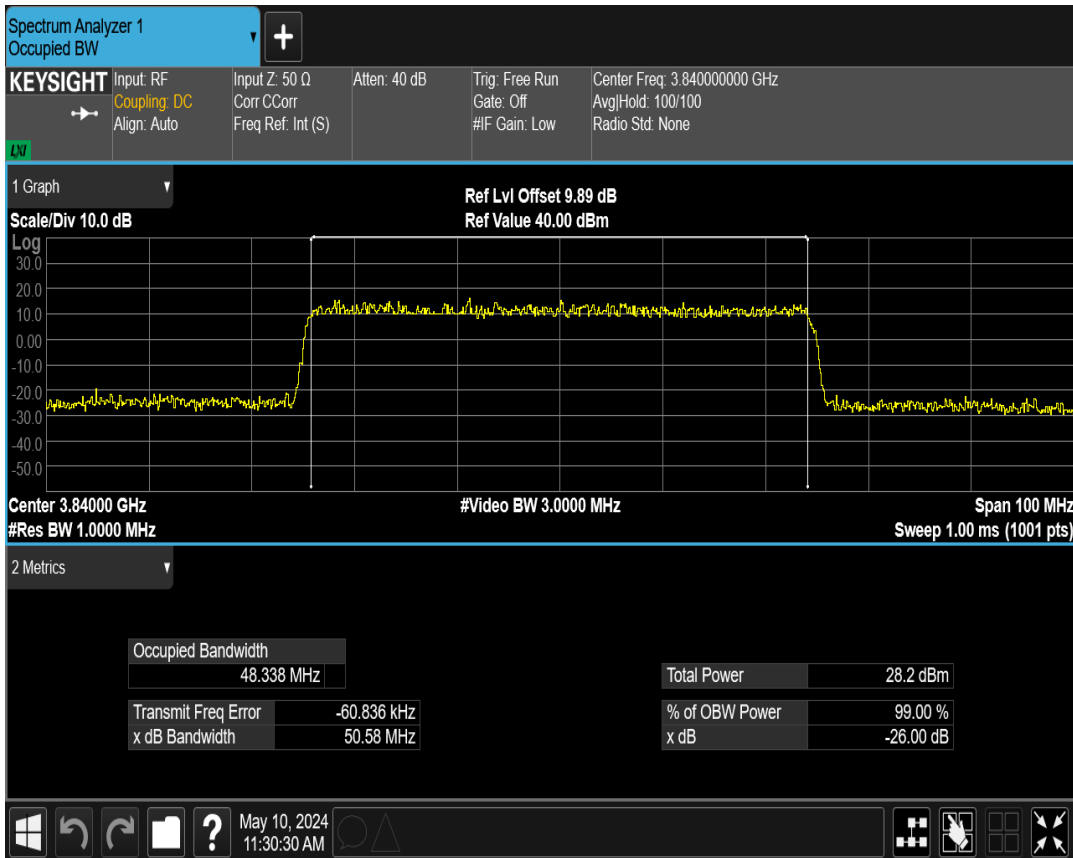 Spectrum Analyzer 1
Occupied BW
+
KEYSIGHT
LXI
Input: RF
Coupling: DC
Align: Auto
Input Z: 50 Ω
Corr CCorr
Freq Ref: Int (S)
Atten: 40 dB
Trig: Free Run
Gate: Off
#IF Gain: Low
Center Freq: 3.840000000 GHz
Avg|Hold: 100/100
Radio Std: None
1 Graph
Scale/Div 10.0 dB
Ref Lvl Offset 9.89 dB
Ref Value 40.00 dBm
Log
30.0
20.0
10.0
0.00
-10.0
-20.0
-30.0
-40.0
-50.0
Center 3.84000 GHz
#Video BW 3.0000 MHz
Span 100 MHz
#Res BW 1.0000 MHz
Sweep 1.00 ms (1001 pts)
2 Metrics
Occupied Bandwidth
48.338 MHz
Transmit Freq Error -60.836 kHz
x dB Bandwidth 50.58 MHz
Total Power 28.2 dBm
% of OBW Power 99.00 %
x dB -26.00 dB
?
May 10, 2024
11:30:30 AM